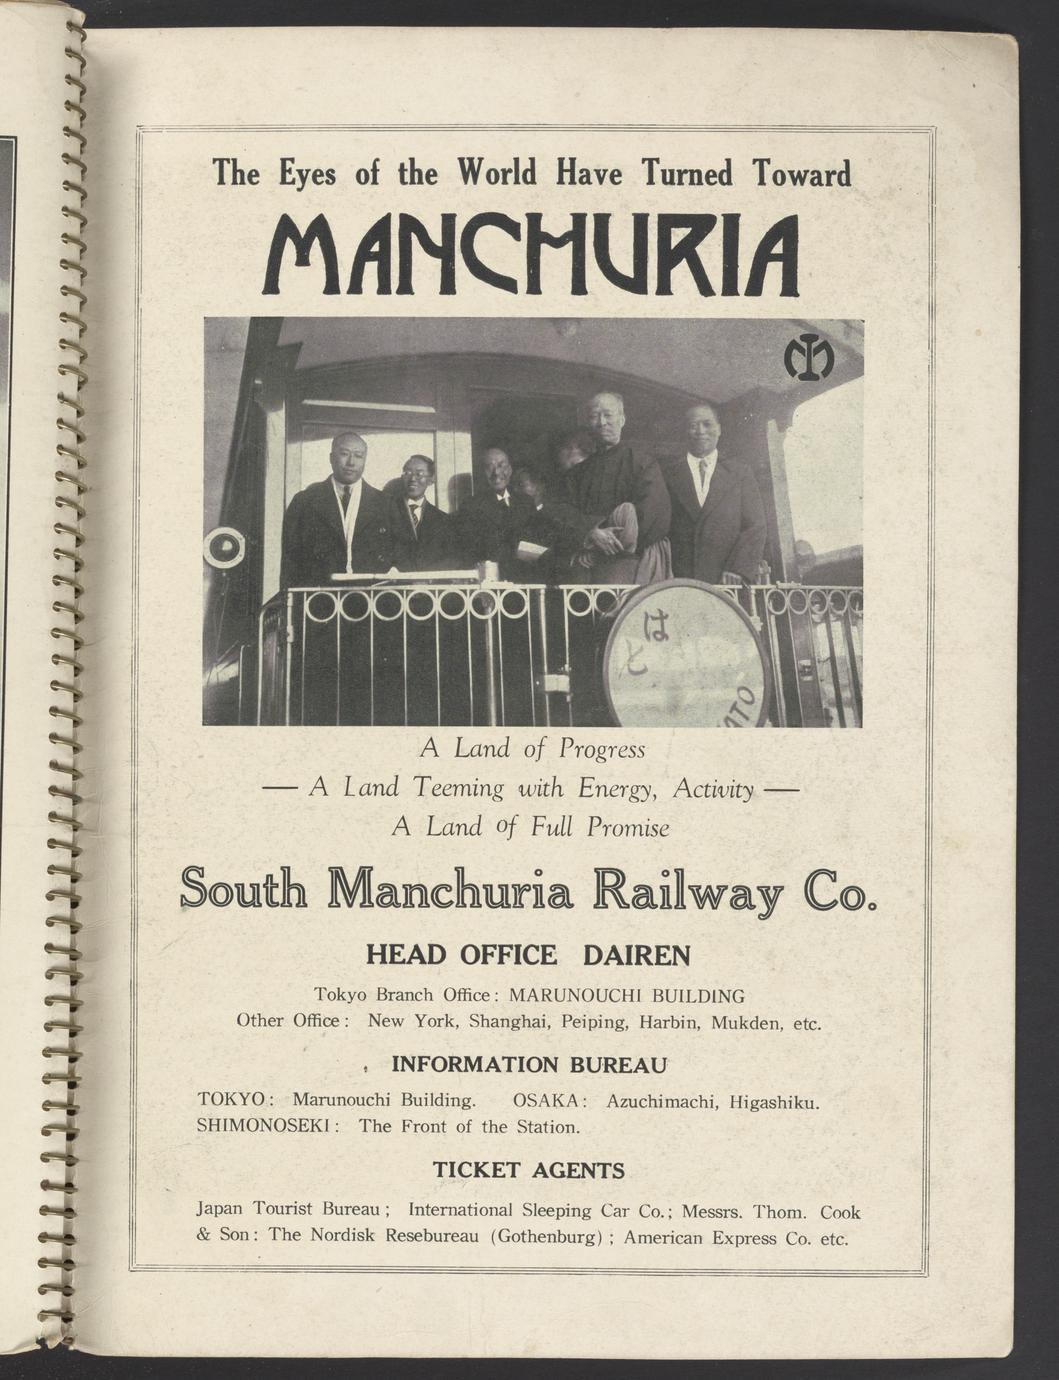 The Eyes of the World Have Turned Toward
MANCHURIA
は
と
ATO
A Land of Progress
— A Land Teeming with Energy, Activity —
A Land of Full Promise
South Manchuria Railway Co.
HEAD OFFICE DAIREN
Tokyo Branch Office : MARUNOUCHI BUILDING
Other Office : New York, Shanghai, Peiping, Harbin, Mukden, etc.
INFORMATION BUREAU
TOKYO : Marunouchi Building. OSAKA : Azuchimachi, Higashiku.
SHIMONOSEKI : The Front of the Station.
TICKET AGENTS
Japan Tourist Bureau ; International Sleeping Car Co. ; Messrs. Thom. Cook
& Son : The Nordisk Resebureau (Gothenburg) ; American Express Co. etc.